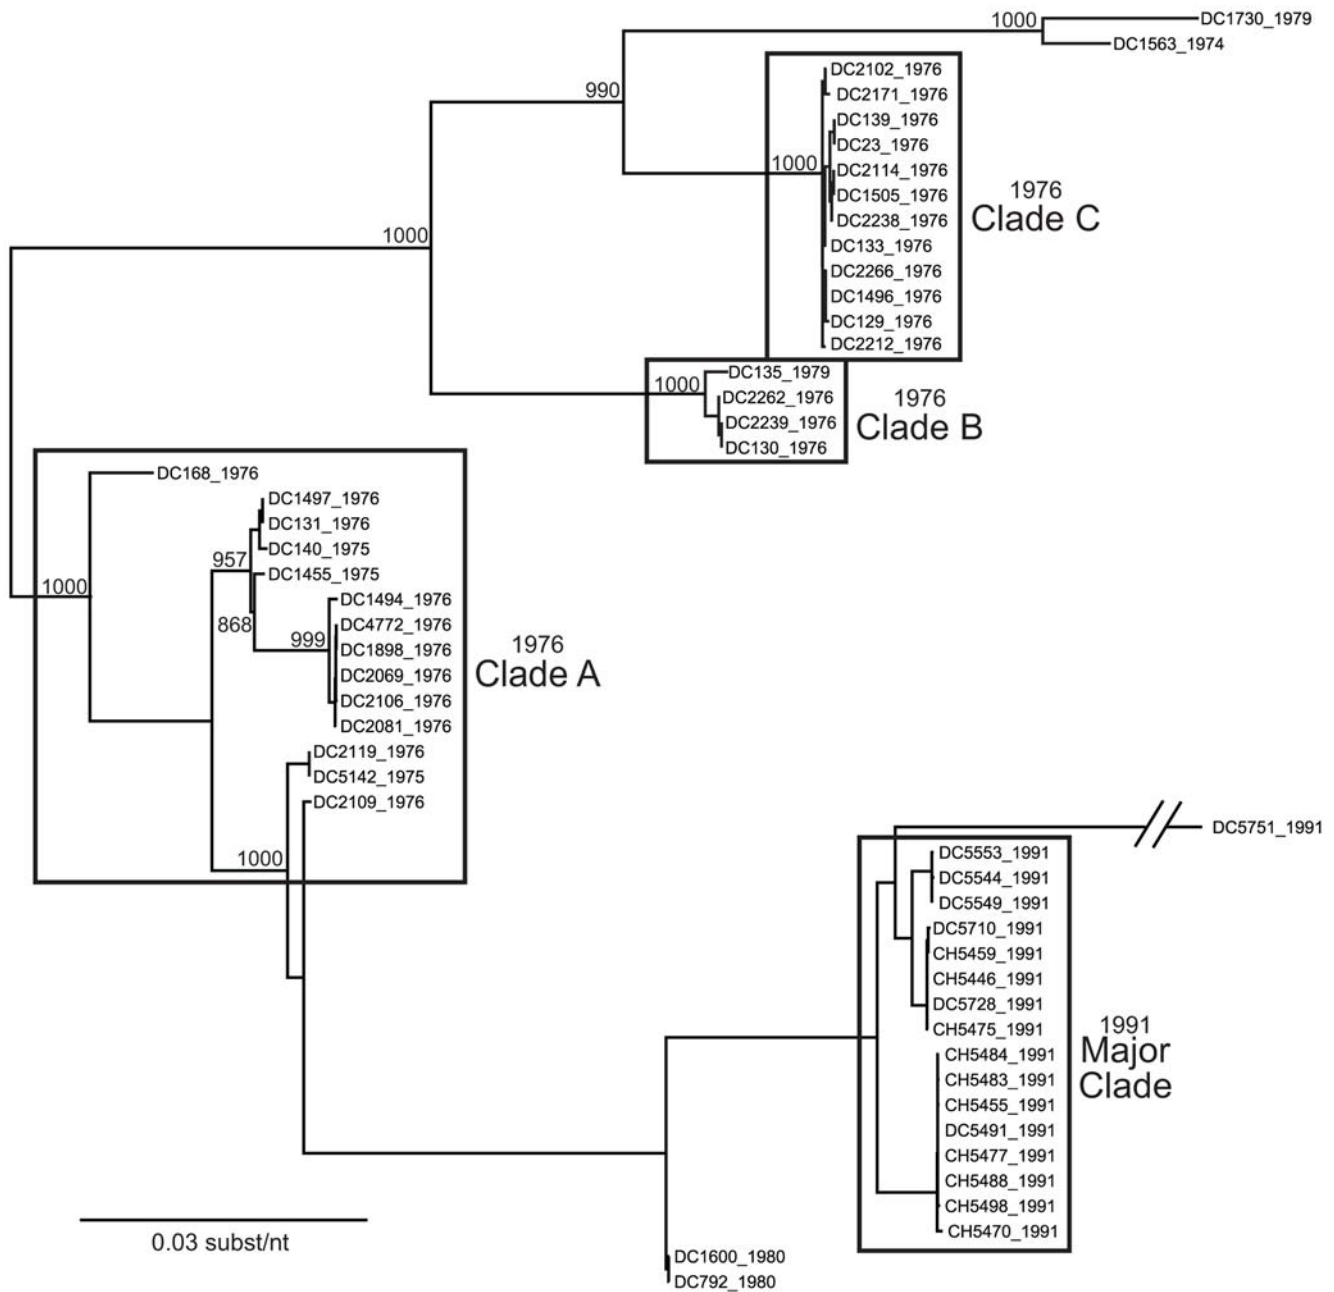 1000
DC1730_1979
DC1563_1974
990
DC2102_1976
DC2171_1976
DC139_1976
DC23_1976
1000
DC2114_1976
DC1505_1976
DC2238_1976
DC133_1976
DC2266_1976
DC1496_1976
DC129_1976
DC2212_1976
1976
Clade C
1000
1000
DC135_1979
DC2262_1976
DC2239_1976
DC130_1976
1976
Clade B
DC168_1976
DC1497_1976
DC131_1976
DC140_1975
957
DC1455_1975
1000
DC1494_1976
868
999
DC4772_1976
DC1898_1976
DC2069_1976
DC2106_1976
DC2081_1976
1976
Clade A
DC2119_1976
DC5142_1975
DC2109_1976
1000
DC5751_1991
DC5553_1991
DC5544_1991
DC5549_1991
DC5710_1991
CH5459_1991
CH5446_1991
DC5728_1991
CH5475_1991
CH5484_1991
CH5483_1991
CH5455_1991
DC5491_1991
CH5477_1991
CH5488_1991
CH5498_1991
CH5470_1991
1991
Major
Clade
0.03 subst/nt
DC1600_1980
DC792_1980